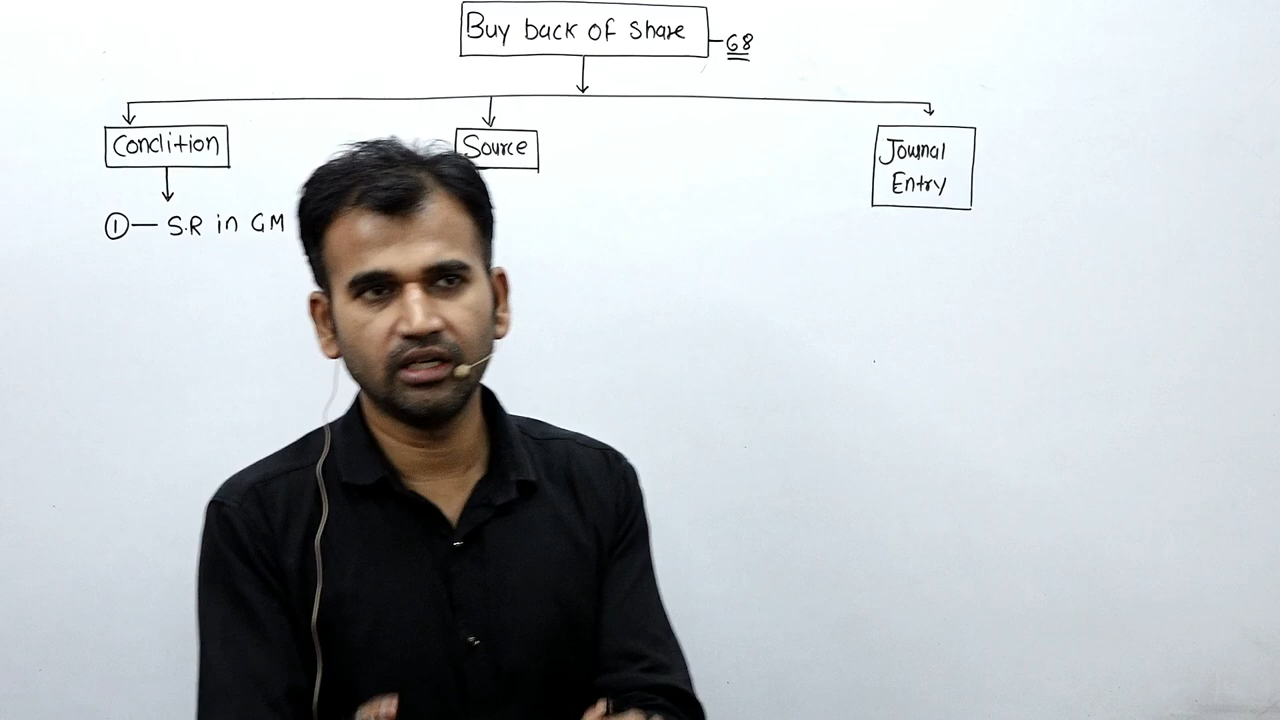 Buy back of share
68
Condition
Source
Journal
Entry
① — S.R in GM